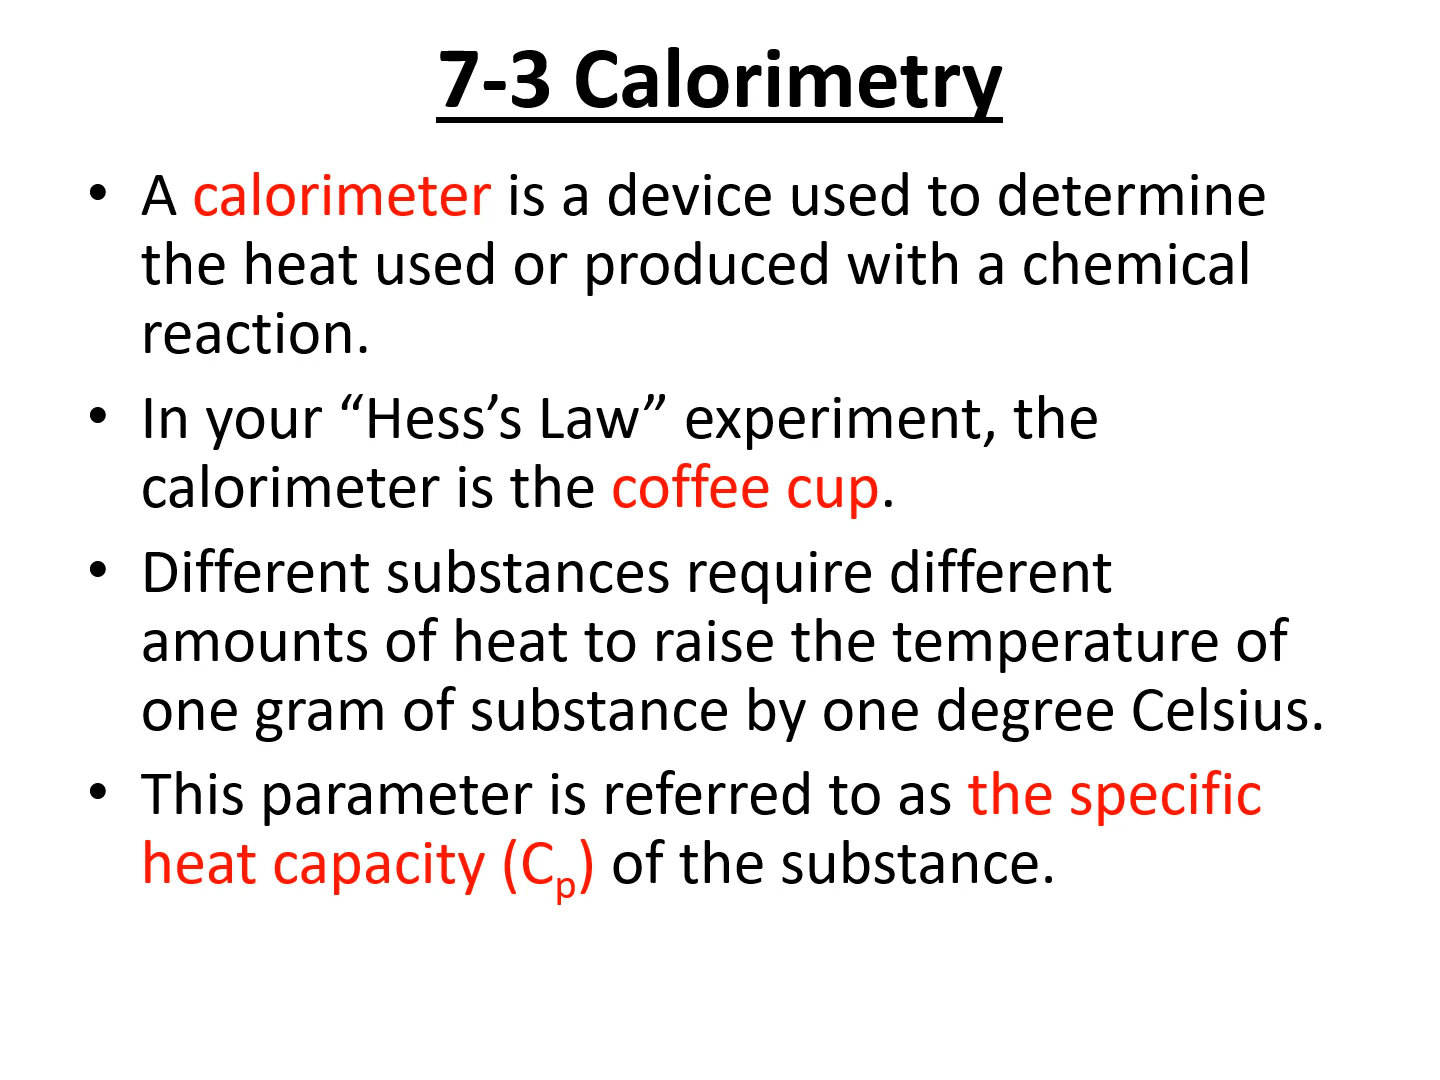 7-3 Calorimetry
• A calorimeter is a device used to determine
the heat used or produced with a chemical
reaction.
• In your “Hess’s Law” experiment, the
calorimeter is the coffee cup.
• Different substances require different
amounts of heat to raise the temperature of
one gram of substance by one degree Celsius.
• This parameter is referred to as the specific
heat capacity (Cp) of the substance.